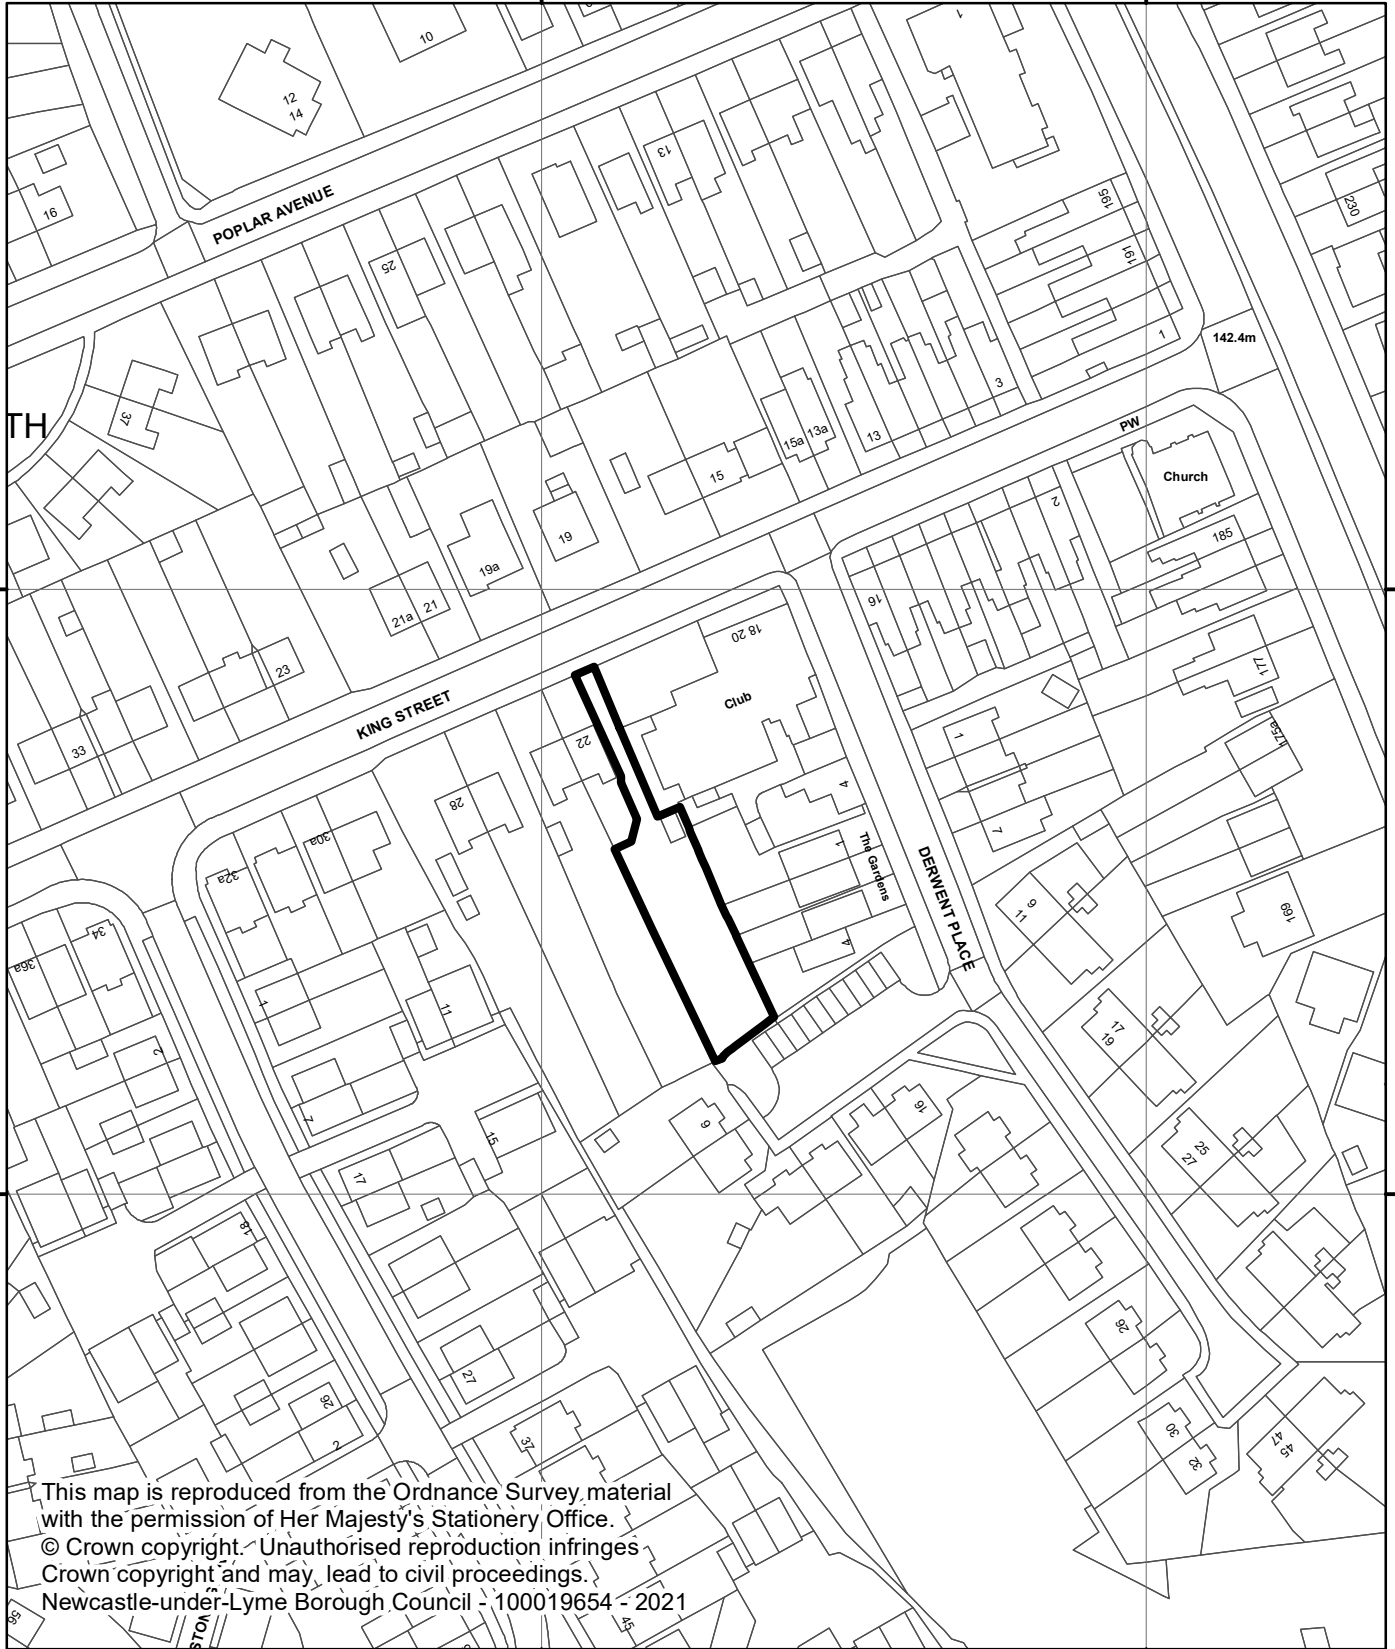 10
1
12
14
13
195
230
16
POPLAR AVENUE
191
25
142.4m
1
37
3
TH
PW
13a
15a
13
15
Church
2
19
185
19a
16
21
21a
18 20
23
177
Club
KING STREET
22
175a
33
1
4
28
7
30a
1
The Gardens
DERWENT PLACE
32a
9
11
169
34
4
36a
1
11
17
19
2
16
7
9
15
25
27
17
18
26
27
26
2
30
37
45
47
32
This map is reproduced from the Ordnance Survey material
with the permission of Her Majesty's Stationery Office.
© Crown copyright. Unauthorised reproduction infringes
Crown copyright and may lead to civil proceedings.
Newcastle-under-Lyme Borough Council - 100019654 - 2021
56
45